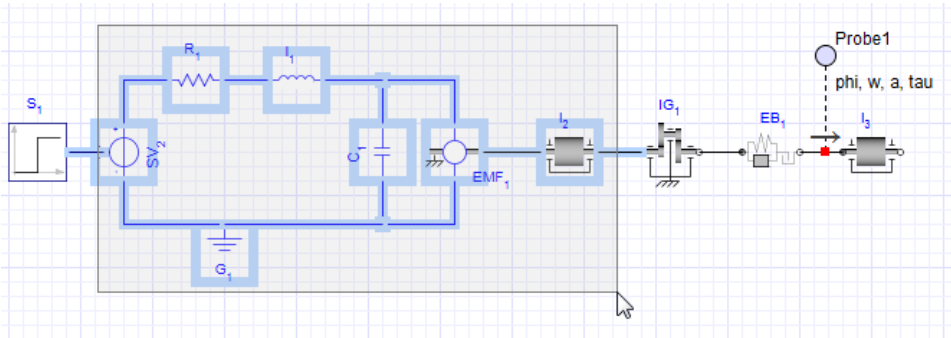 Probe1
phi, w, a, tau
S₁
R₁
I₁
SV₂
+
-
C₁
EMF₁
I₂
IG₁
EB₁
I₃
G₁